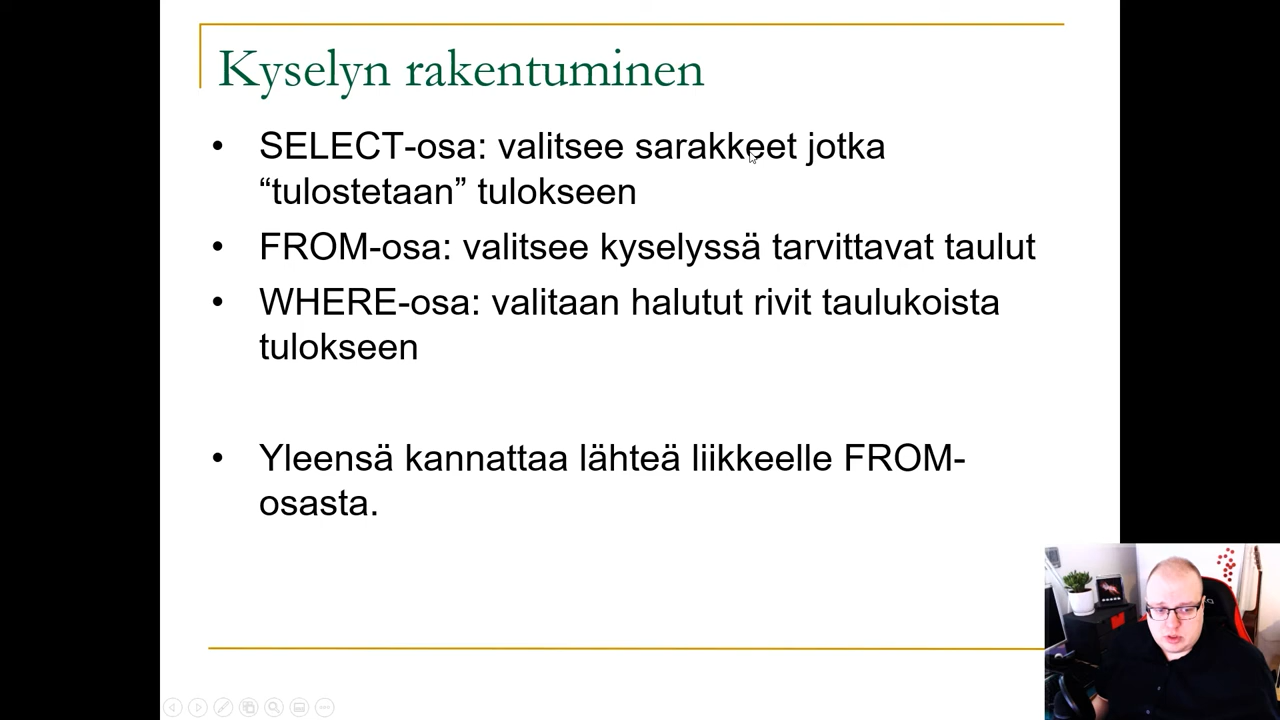 Kyselyn rakentuminen
• SELECT-osa: valitsee sarakkeet jotka
“tulostetaan” tulokseen
• FROM-osa: valitsee kyselyssä tarvittavat taulut
• WHERE-osa: valitaan halutut rivit taulukoista
tulokseen
• Yleensä kannattaa lähteä liikkeelle FROM-
osasta.